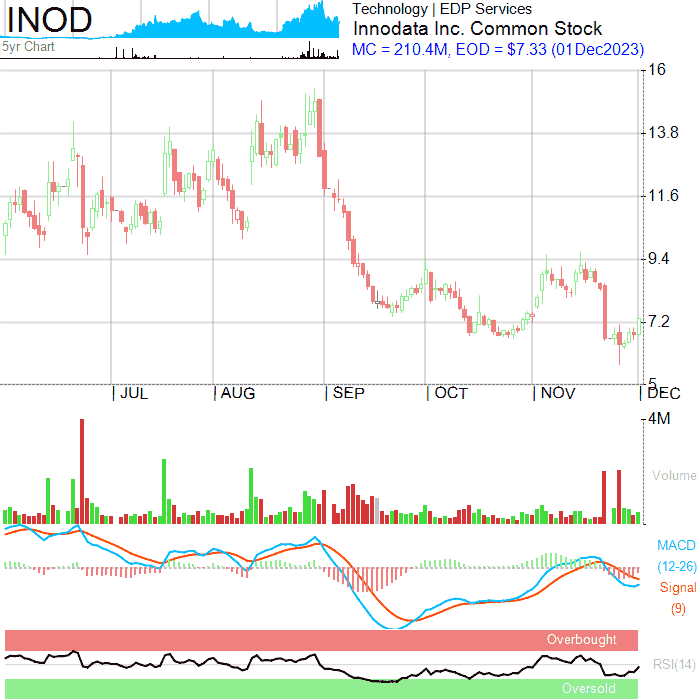 INOD
5yr Chart
Technology | EDP Services
Innodata Inc. Common Stock
MC = 210.4M, EOD = $7.33 (01Dec2023)
16
13.8
11.6
9.4
7.2
5
JUL AUG SEP OCT NOV DEC
4M
Volume
MACD
(12-26)
Signal
(9)
Overbought
RSI(14)
Oversold